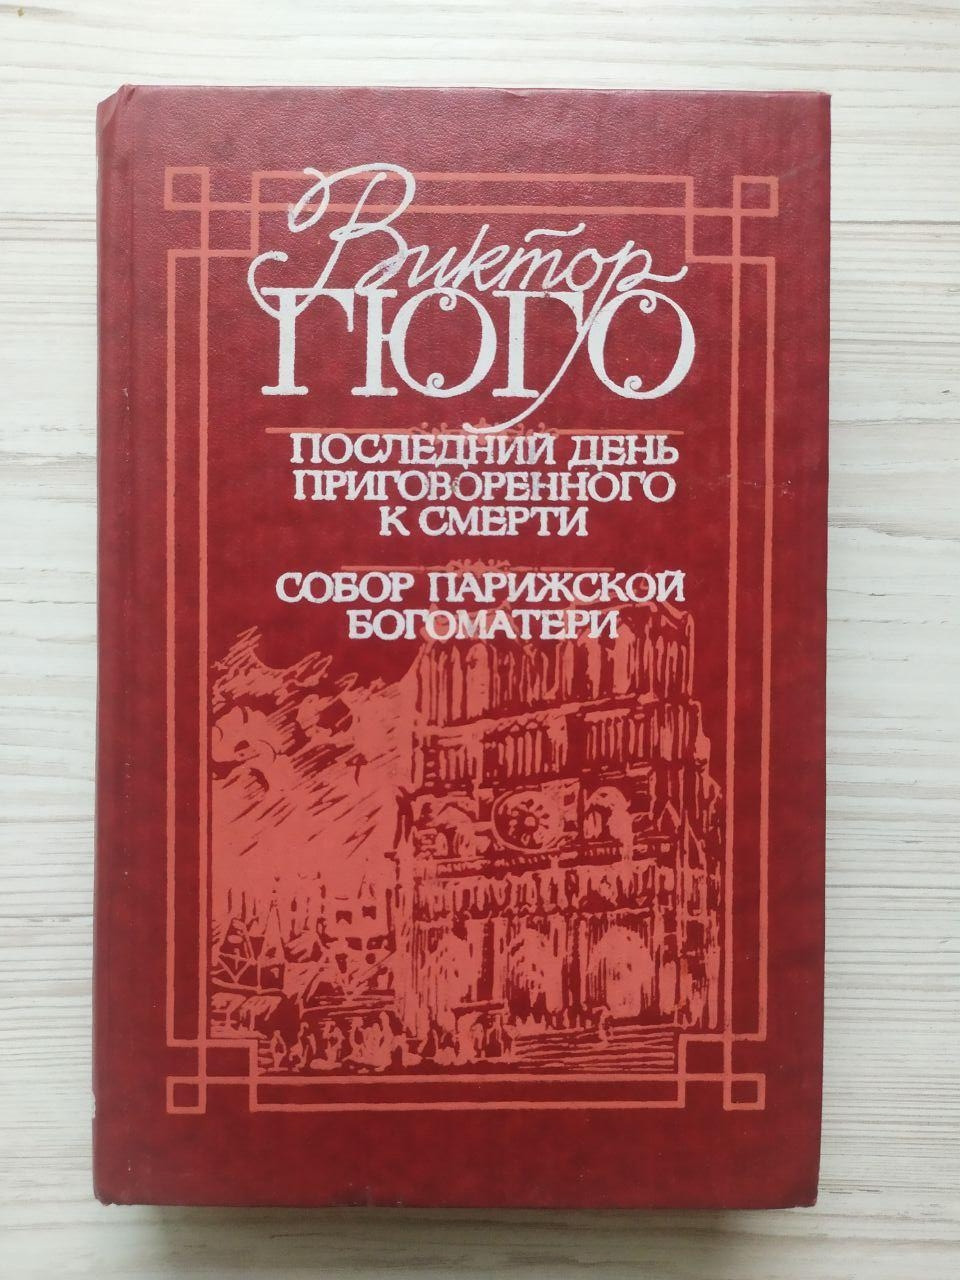 Виктор
ГЮГО
ПОСЛЕДНИЙ ДЕНЬ
ПРИГОВОРЕННОГО
К СМЕРТИ
СОБОР ПАРИЖСКОЙ
БОГОМАТЕРИ